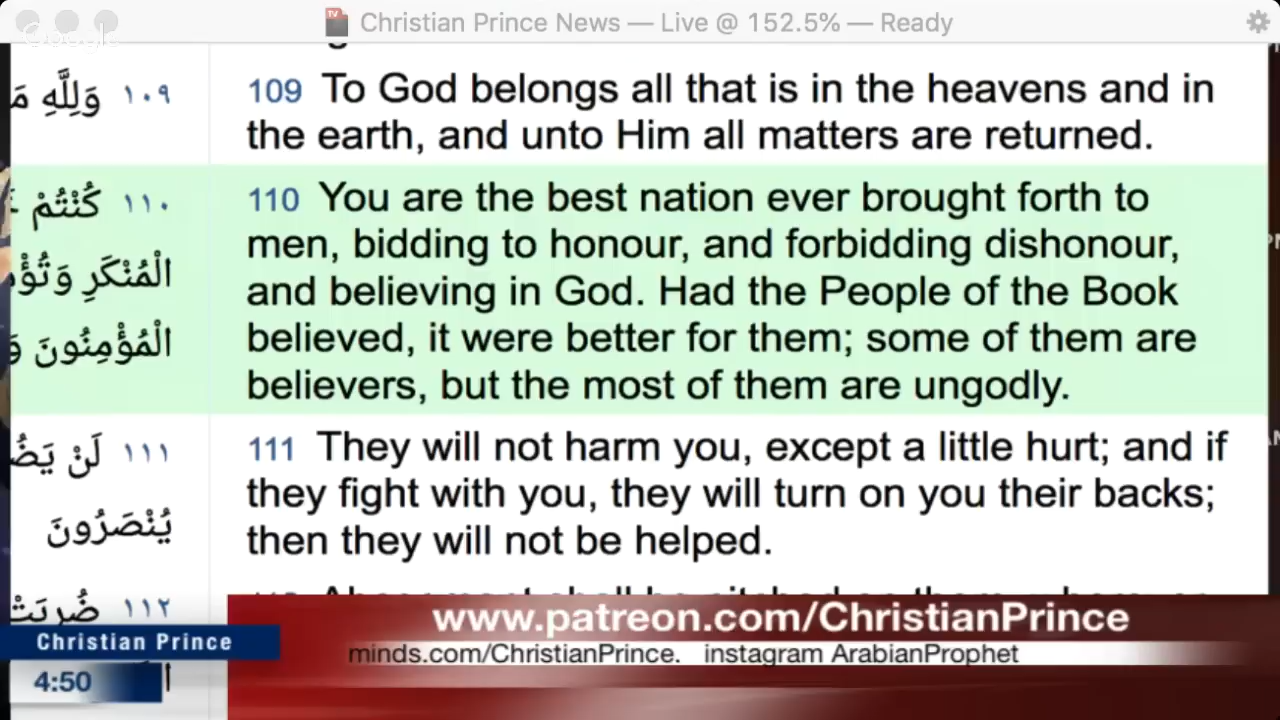 Christian Prince News — Live @ 152.5% — Ready
Google
109 To God belongs all that is in the heavens and in
the earth, and unto Him all matters are returned.
وَلِلَّهِ ١٠٩
110 You are the best nation ever brought forth to
men, bidding to honour, and forbidding dishonour,
and believing in God. Had the People of the Book
believed, it were better for them; some of them are
believers, but the most of them are ungodly.
كُنْتُمْ ١١٠
الْمُنْكَرِ
الْمُؤْمِنُونَ
111 They will not harm you, except a little hurt; and if
they fight with you, they will turn on you their backs;
then they will not be helped.
لَنْ ١١١
يُنْصَرُونَ
١١٢
www.patreon.com/ChristianPrince
Christian Prince
minds.com/ChristianPrince. instagram ArabianProphet
4:50